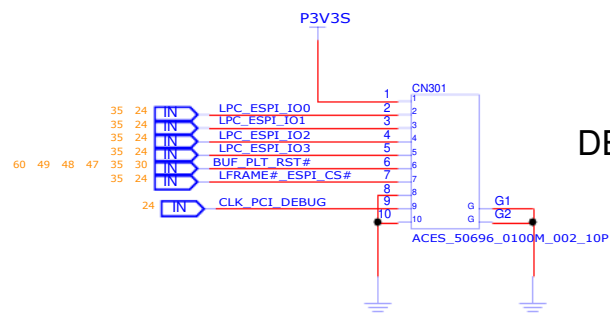 P3V3S
CN301
1 1
35 24 IN LPC_ESPI_IO0 2 2
35 24 IN LPC_ESPI_IO1 3 3
35 24 IN LPC_ESPI_IO2 4 4
35 24 IN LPC_ESPI_IO3 5 5
60 49 48 47 35 30 IN BUF_PLT_RST# 6 6
35 24 IN LFRAME#_ESPI_CS# 7 7
8 8
24 IN CLK_PCI_DEBUG 9 9 G G1
10 10 G G2
ACES_50696_0100M_002_10P
DE